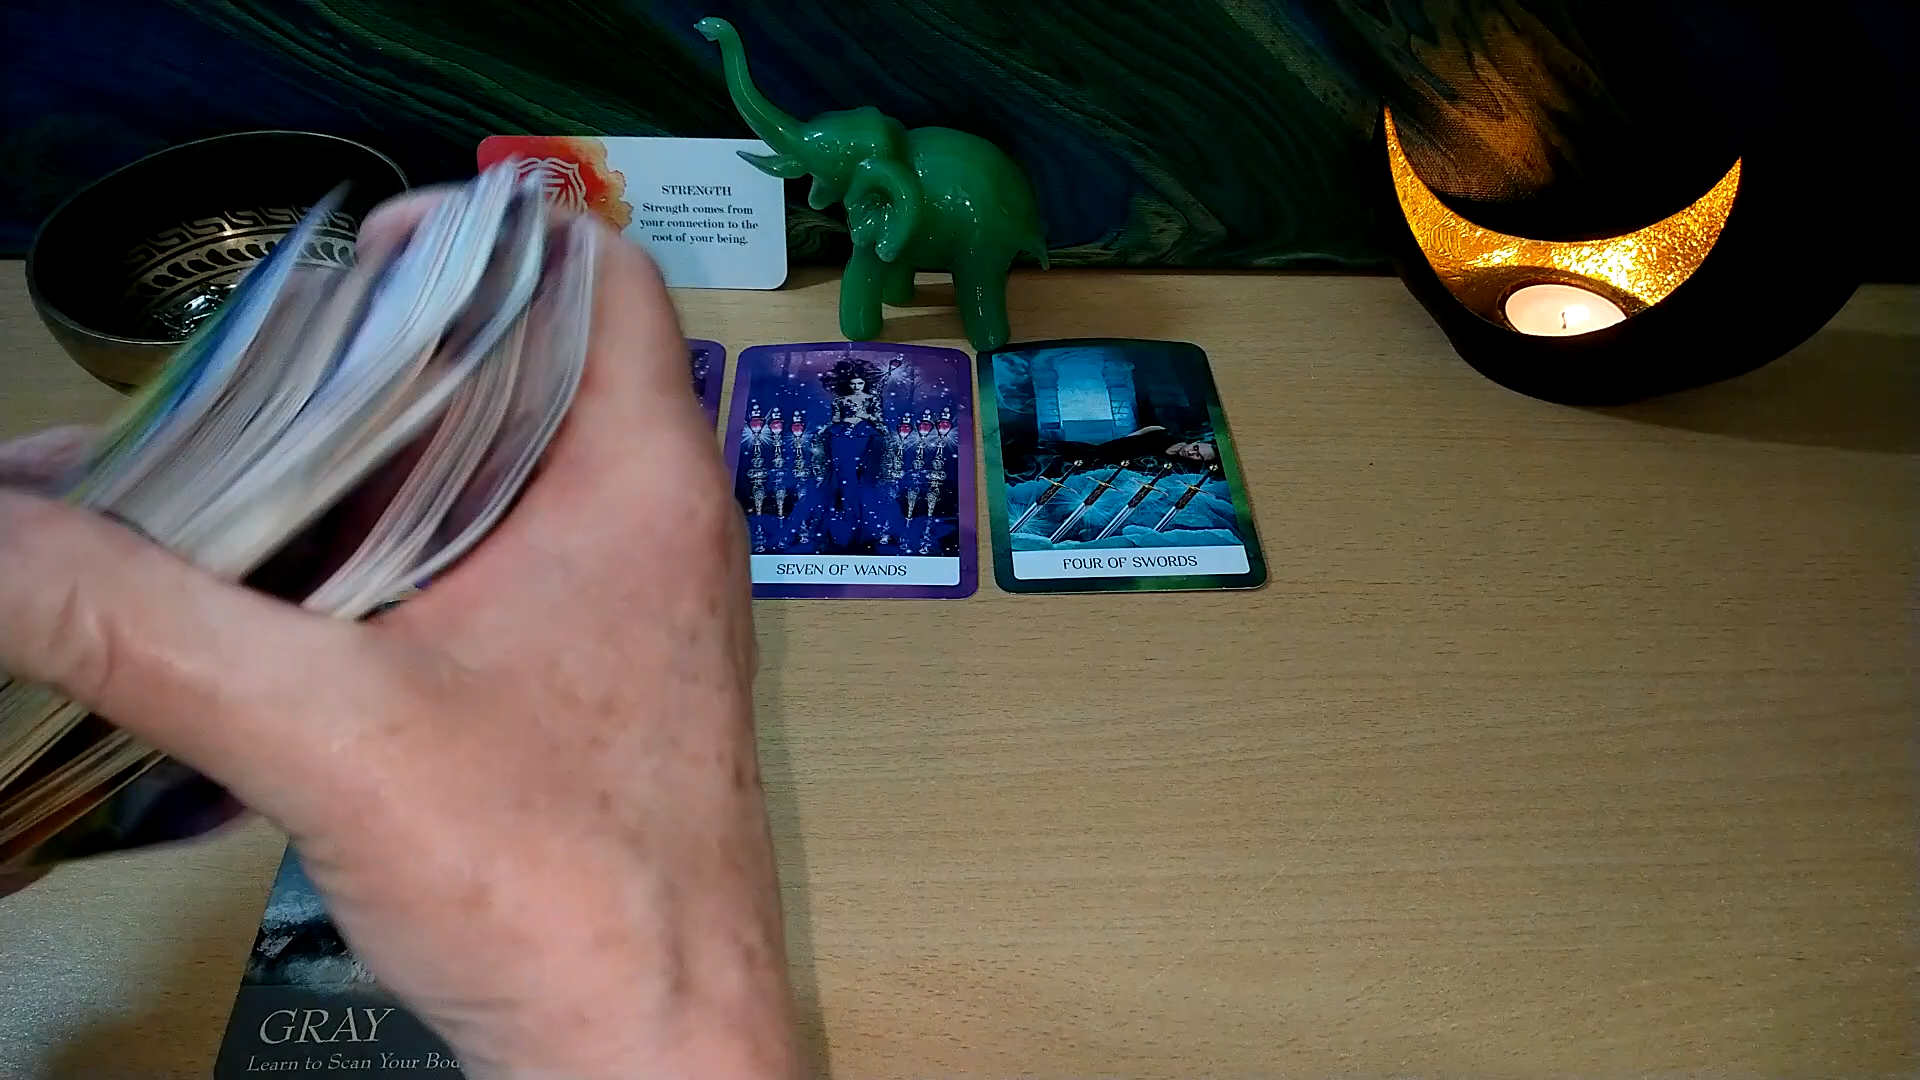 STRENGTH
Strength comes from
your connection to the
root of your being.
SEVEN OF WANDS
FOUR OF SWORDS
GRAY
Learn to Scan Your